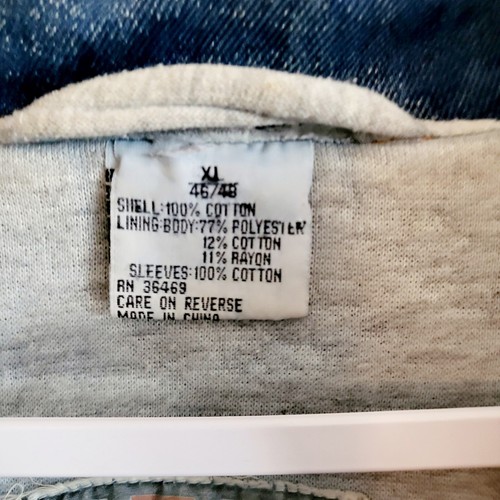 XL
46/48
SHELL:100% COTTON
LINING:BODY:77% POLYESTER
12% COTTON
11% RAYON
SLEEVES:100% COTTON
RN 36469
CARE ON REVERSE
MADE IN CHINA